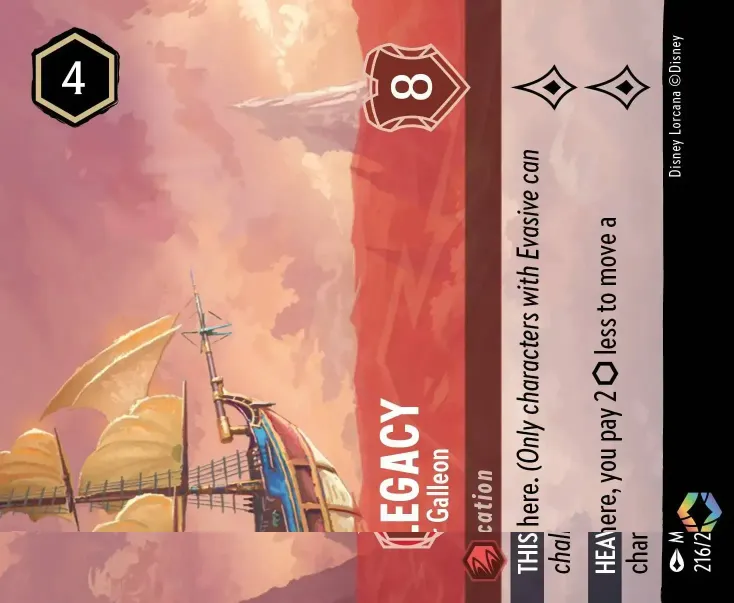 4
8
LEGACY
Galleon
cation
THIS here. (Only characters with Evasive can
chal
HEA here, you pay 2 less to move a
char
M
216/2
Disney Lorcana ©Disney